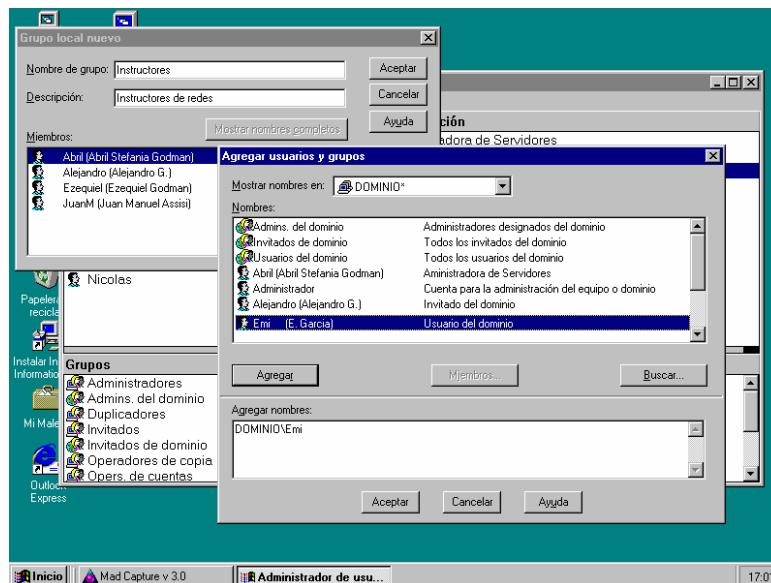 Grupo local nuevo
Nombre de grupo: Instructores
Aceptar
Descripción: Instructores de redes
Cancelar
Mostrar nombres completos
Ayuda
Miembros:
Abril (Abril Stefania Godman)
Alejandro (Alejandro G.)
Ezequiel (Ezequiel Godman)
JuanM (Juan Manuel Assisi)
Nicolas
Grupos
Administradores
Admins. del dominio
Duplicadores
Invitados
Invitados de dominio
Operadores de copia
Opers. de cuentas
Agregar usuarios y grupos
Mostrar nombres en: DOMINIO*
Nombres:
Admins. del dominio Administradores designados del dominio
Invitados de dominio Todos los invitados del dominio
Usuarios del dominio Todos los usuarios del dominio
Abril (Abril Stefania Godman) Aministradora de Servidores
Administrador Cuenta para la administración del equipo o dominio
Alejandro (Alejandro G.) Invitado del dominio
Emi (E. Garcia) Usuario del dominio
Agregar
Miembros...
Buscar...
Agregar nombres:
DOMINIO\Emi
Aceptar
Cancelar
Ayuda
ción
adora de Servidores
Papeler
recicla
Instalar In
Informatio
Mi Male
Outlo
Express
Inicio
Mad Capture v 3.0
Administrador de usu...
17:0